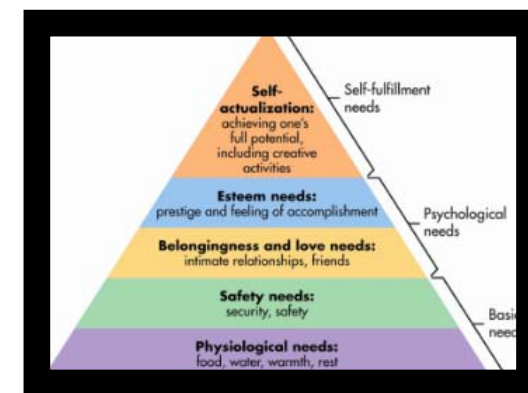 Self-
actualization:
achieving one's
full potential,
including creative
activities
Self-fulfillment
needs
Esteem needs:
prestige and feeling of accomplishment
Psychological
needs
Belongingness and love needs:
intimate relationships, friends
Safety needs:
security, safety
Physiological needs:
food, water, warmth, rest